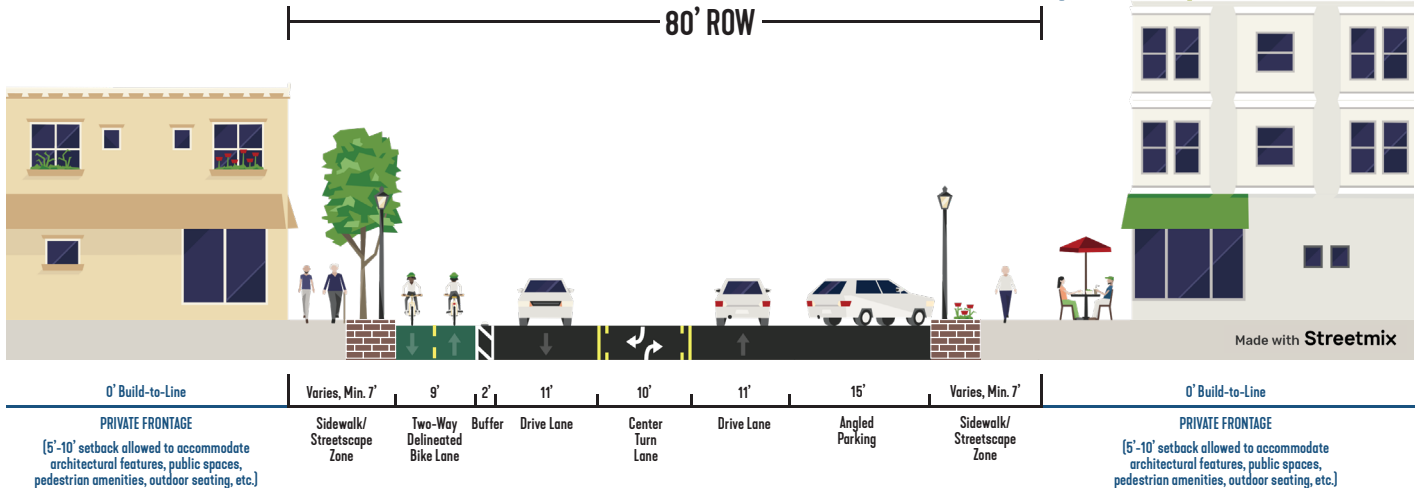 80' ROW
Made with Streetmix
0' Build-to-Line
Varies, Min. 7'
9'
2'
11'
10'
11'
15'
Varies, Min. 7'
0' Build-to-Line
PRIVATE FRONTAGE
(5'-10' setback allowed to accommodate
architectural features, public spaces,
pedestrian amenities, outdoor seating, etc.)
Sidewalk/
Streetscape
Zone
Two-Way
Delineated
Bike Lane
Buffer
Drive Lane
Center
Turn
Lane
Drive Lane
Angled
Parking
Sidewalk/
Streetscape
Zone
PRIVATE FRONTAGE
(5'-10' setback allowed to accommodate
architectural features, public spaces,
pedestrian amenities, outdoor seating, etc.)